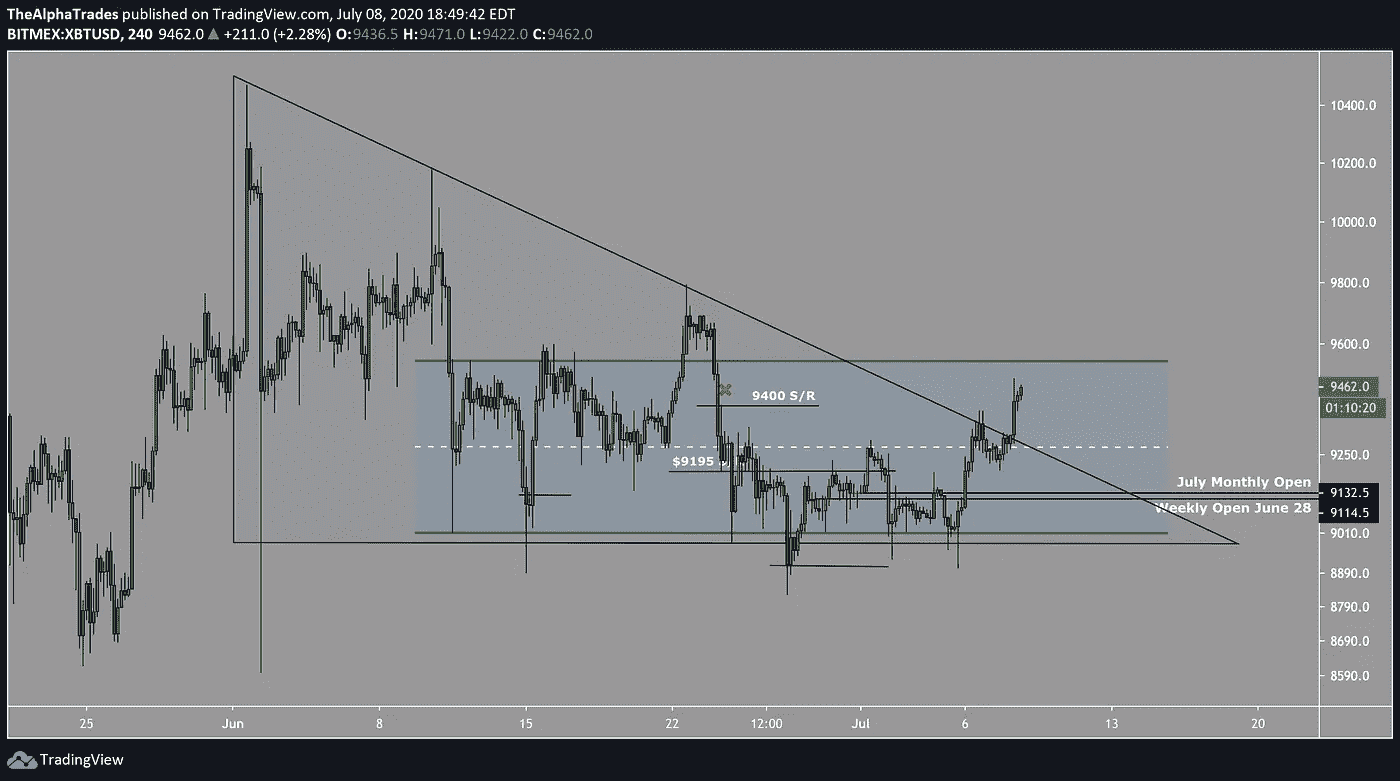 TheAlphaTrades published on TradingView.com, July 08, 2020 18:49:42 EDT
BITMEX:XBTUSD, 240 9462.0 ▲ +211.0 (+2.28%) O:9436.5 H:9471.0 L:9422.0 C:9462.0
10400.0
10200.0
10000.0
9800.0
9600.0
9462.0
9400 S/R
01:10:20
9250.0
$9195
July Monthly Open
9132.5
Weekly Open June 28
9114.5
9010.0
8890.0
8790.0
8690.0
8590.0
25 Jun 8 15 22 12:00 Jul 6 13 20
TradingView